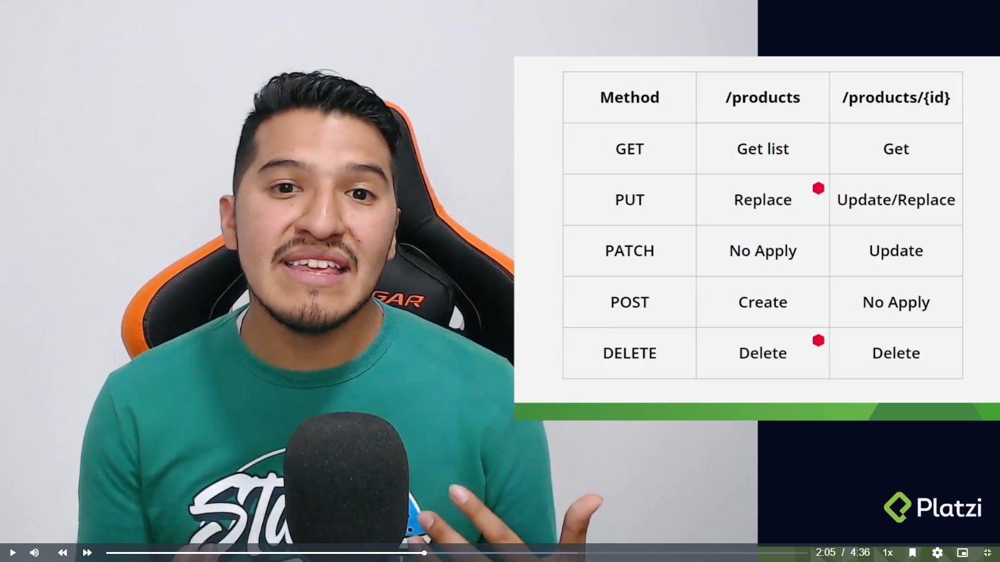 Method /products /products/{id}
GET Get list Get
PUT Replace Update/Replace
PATCH No Apply Update
POST Create No Apply
DELETE Delete Delete
GAR
Sta
Platzi
2:05 / 4:36 1x